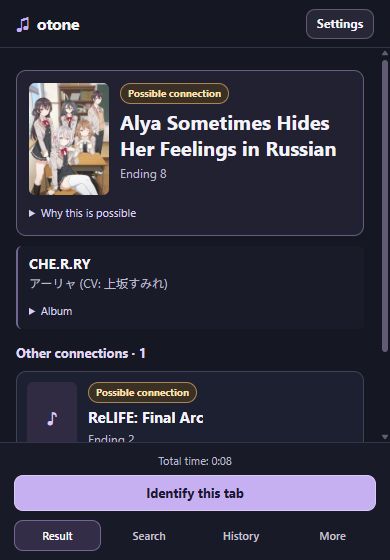 otone
Settings
Possible connection
Alya Sometimes Hides
Her Feelings in Russian
Ending 8
Why this is possible
CHE.R.RY
アーリャ (CV: 上坂すみれ)
Album
Other connections · 1
Possible connection
ReLIFE: Final Arc
Ending 2
Total time: 0:08
Identify this tab
Result
Search
History
More